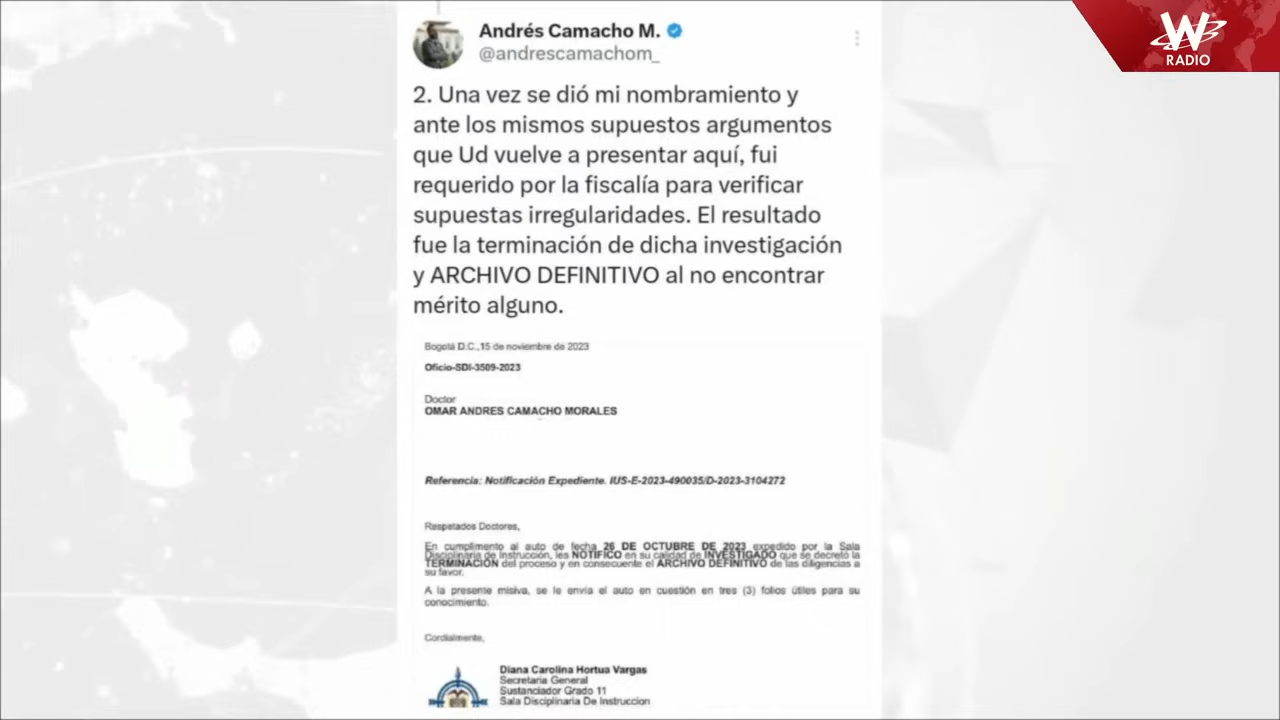 W
RADIO
Andrés Camacho M.
@andrescamachom_
2. Una vez se dió mi nombramiento y
ante los mismos supuestos argumentos
que Ud vuelve a presentar aquí, fui
requerido por la fiscalía para verificar
supuestas irregularidades. El resultado
fue la terminación de dicha investigación
y ARCHIVO DEFINITIVO al no encontrar
mérito alguno.
Bogotá D.C.,15 de noviembre de 2023
Oficio-SDI-3509-2023
Doctor
OMAR ANDRES CAMACHO MORALES
Referencia: Notificación Expediente. IUS-E-2023-490035/D-2023-3104272
Respetados Doctores,
En cumplimento al auto de fecha 26 DE OCTUBRE DE 2023 expedido por la Sala
Disciplinaria de Instrucción, les NOTIFICO en su calidad de INVESTIGADO que se decretó la
TERMINACIÓN del proceso y en consecuente el ARCHIVO DEFINITIVO de las diligencias a
su favor.
A la presente misiva, se le envía el auto en cuestión en tres (3) folios útiles para su
conocimiento.
Cordialmente,
Diana Carolina Hortua Vargas
Secretaria General
Sustanciador Grado 11
Sala Disciplinaria De Instruccion